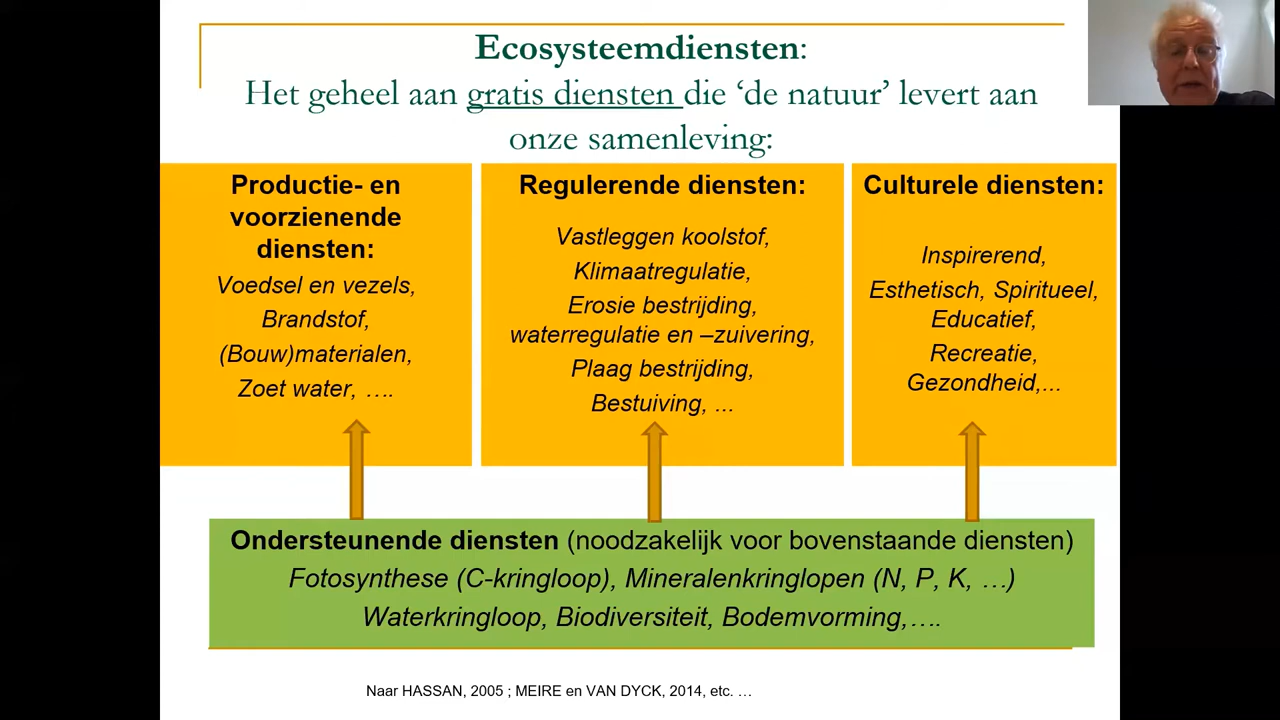 Ecosysteemdiensten:
Het geheel aan gratis diensten die ‘de natuur’ levert aan
onze samenleving:
Productie- en
voorzienende
diensten:
Voedsel en vezels,
Brandstof,
(Bouw)materialen,
Zoet water, ….
Regulerende diensten:
Vastleggen koolstof,
Klimaatregulatie,
Erosie bestrijding,
waterregulatie en –zuivering,
Plaag bestrijding,
Bestuiving, ...
Culturele diensten:
Inspirerend,
Esthetisch, Spiritueel,
Educatief,
Recreatie,
Gezondheid,...
Ondersteunende diensten (noodzakelijk voor bovenstaande diensten)
Fotosynthese (C-kringloop), Mineralenkringlopen (N, P, K, …)
Waterkringloop, Biodiversiteit, Bodemvorming,….
Naar HASSAN, 2005 ; MEIRE en VAN DYCK, 2014, etc. …